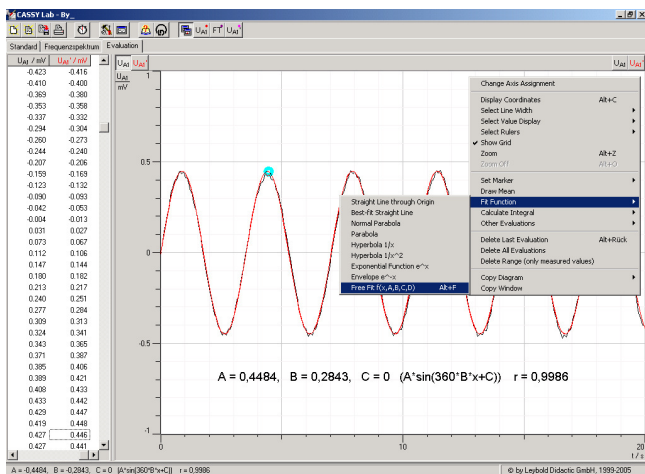 CASSY Lab - By_
Standard Frequenzspektrum Evaluation
U_A1 / mV U_A1' / mV
-0.423 -0.416
-0.410 -0.400
-0.369 -0.380
-0.353 -0.358
-0.337 -0.332
-0.294 -0.304
-0.260 -0.273
-0.244 -0.240
-0.207 -0.206
-0.159 -0.169
-0.123 -0.132
-0.090 -0.093
-0.042 -0.053
-0.004 -0.013
0.031 0.027
0.073 0.067
0.112 0.106
0.147 0.144
0.180 0.182
0.213 0.217
0.240 0.251
0.277 0.284
0.309 0.313
0.324 0.341
0.343 0.365
0.371 0.387
0.385 0.406
0.389 0.421
0.408 0.433
0.433 0.442
0.429 0.447
0.419 0.448
0.427 0.446
0.427 0.441
U_A1 U_A1'
U_A1
mV
U_A1 U_A1'
1
0.5
0
-0.5
-1
0 5 10 20
t / s
Change Axis Assignment
Display Coordinates Alt+C
Select Line Width
Select Value Display
Select Rulers
Show Grid
Zoom Alt+Z
Zoom Off Alt+O
Set Marker
Draw Mean
Fit Function
Calculate Integral
Other Evaluations
Delete Last Evaluation Alt+Rück
Delete All Evaluations
Delete Range (only measured values)
Copy Diagram
Copy Window
Straight Line through Origin
Best-fit Straight Line
Normal Parabola
Parabola
Hyperbola 1/x
Hyperbola 1/x^2
Exponential Function e^x
Envelope e^-x
Free Fit f(x,A,B,C,D) Alt+F
A = 0,4484, B = 0,2843, C = 0 (A*sin(360*B*x+C)) r = 0,9986
A = -0,4484, B = -0,2843, C = 0 (A*sin(360*B*x+C)) r = 0,9986
© by Leybold Didactic GmbH, 1999-2005